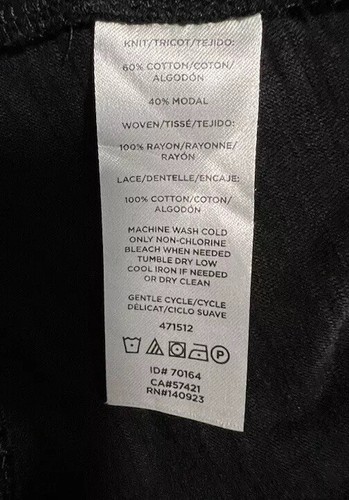 KNIT/TRICOT/TEJIDO:
60% COTTON/COTON/
ALGODÓN
40% MODAL
WOVEN/TISSÉ/TEJIDO:
100% RAYON/RAYONNE/
RAYÓN
LACE/DENTELLE/ENCAJE:
100% COTTON/COTON/
ALGODÓN
MACHINE WASH COLD
ONLY NON-CHLORINE
BLEACH WHEN NEEDED
TUMBLE DRY LOW
COOL IRON IF NEEDED
OR DRY CLEAN
GENTLE CYCLE/CYCLE
DÉLICAT/CICLO SUAVE
471512
P
ID# 70164
CA#57421
RN#140923